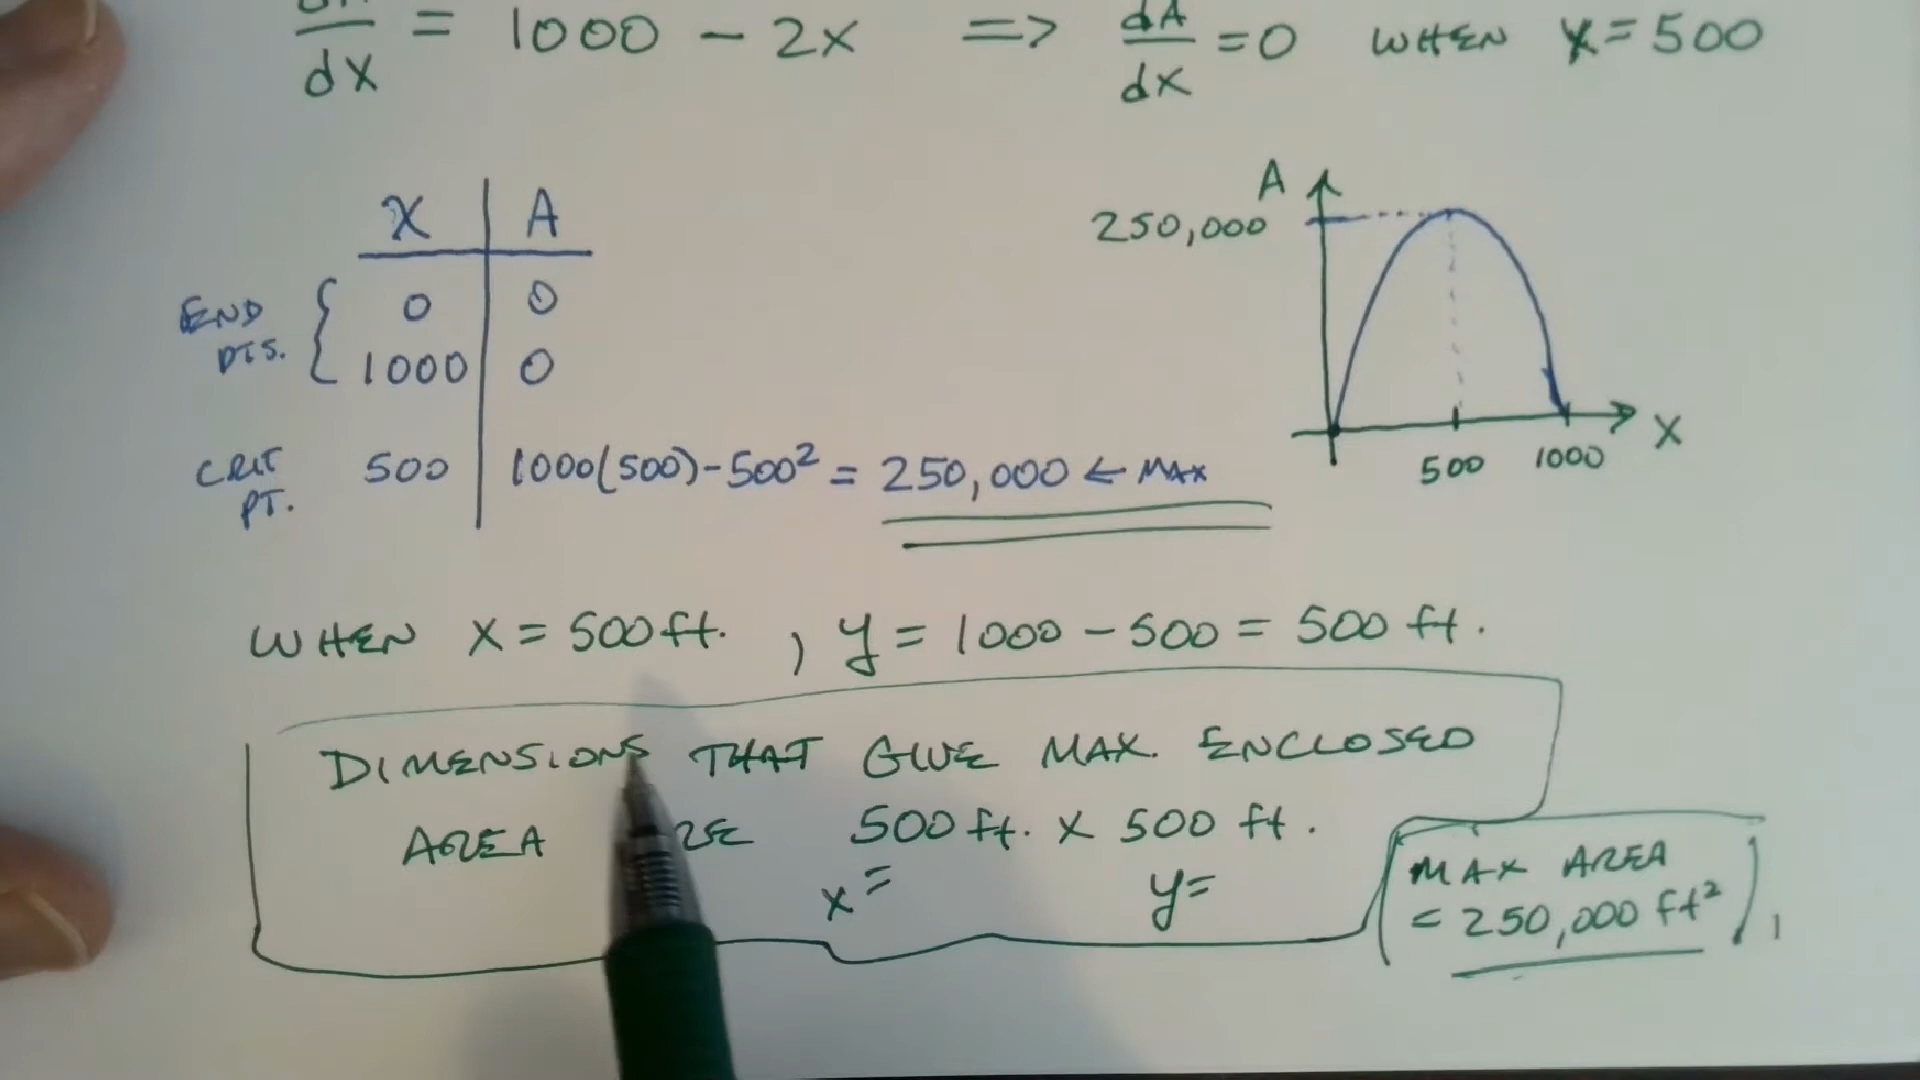 dx = 1000 - 2x => dA/dx = 0 WHEN x = 500
x | A
END PTS. { 0 | 0
1000 | 0
CRIT PT. 500 | 1000(500) - 500² = 250,000 ← MAX
A
250,000
500 1000 X
WHEN x = 500 ft. , y = 1000 - 500 = 500 ft.
DIMENSIONS THAT GIVE MAX. ENCLOSED
AREA 500 ft. x 500 ft.
x = y =
MAX AREA
= 250,000 ft²